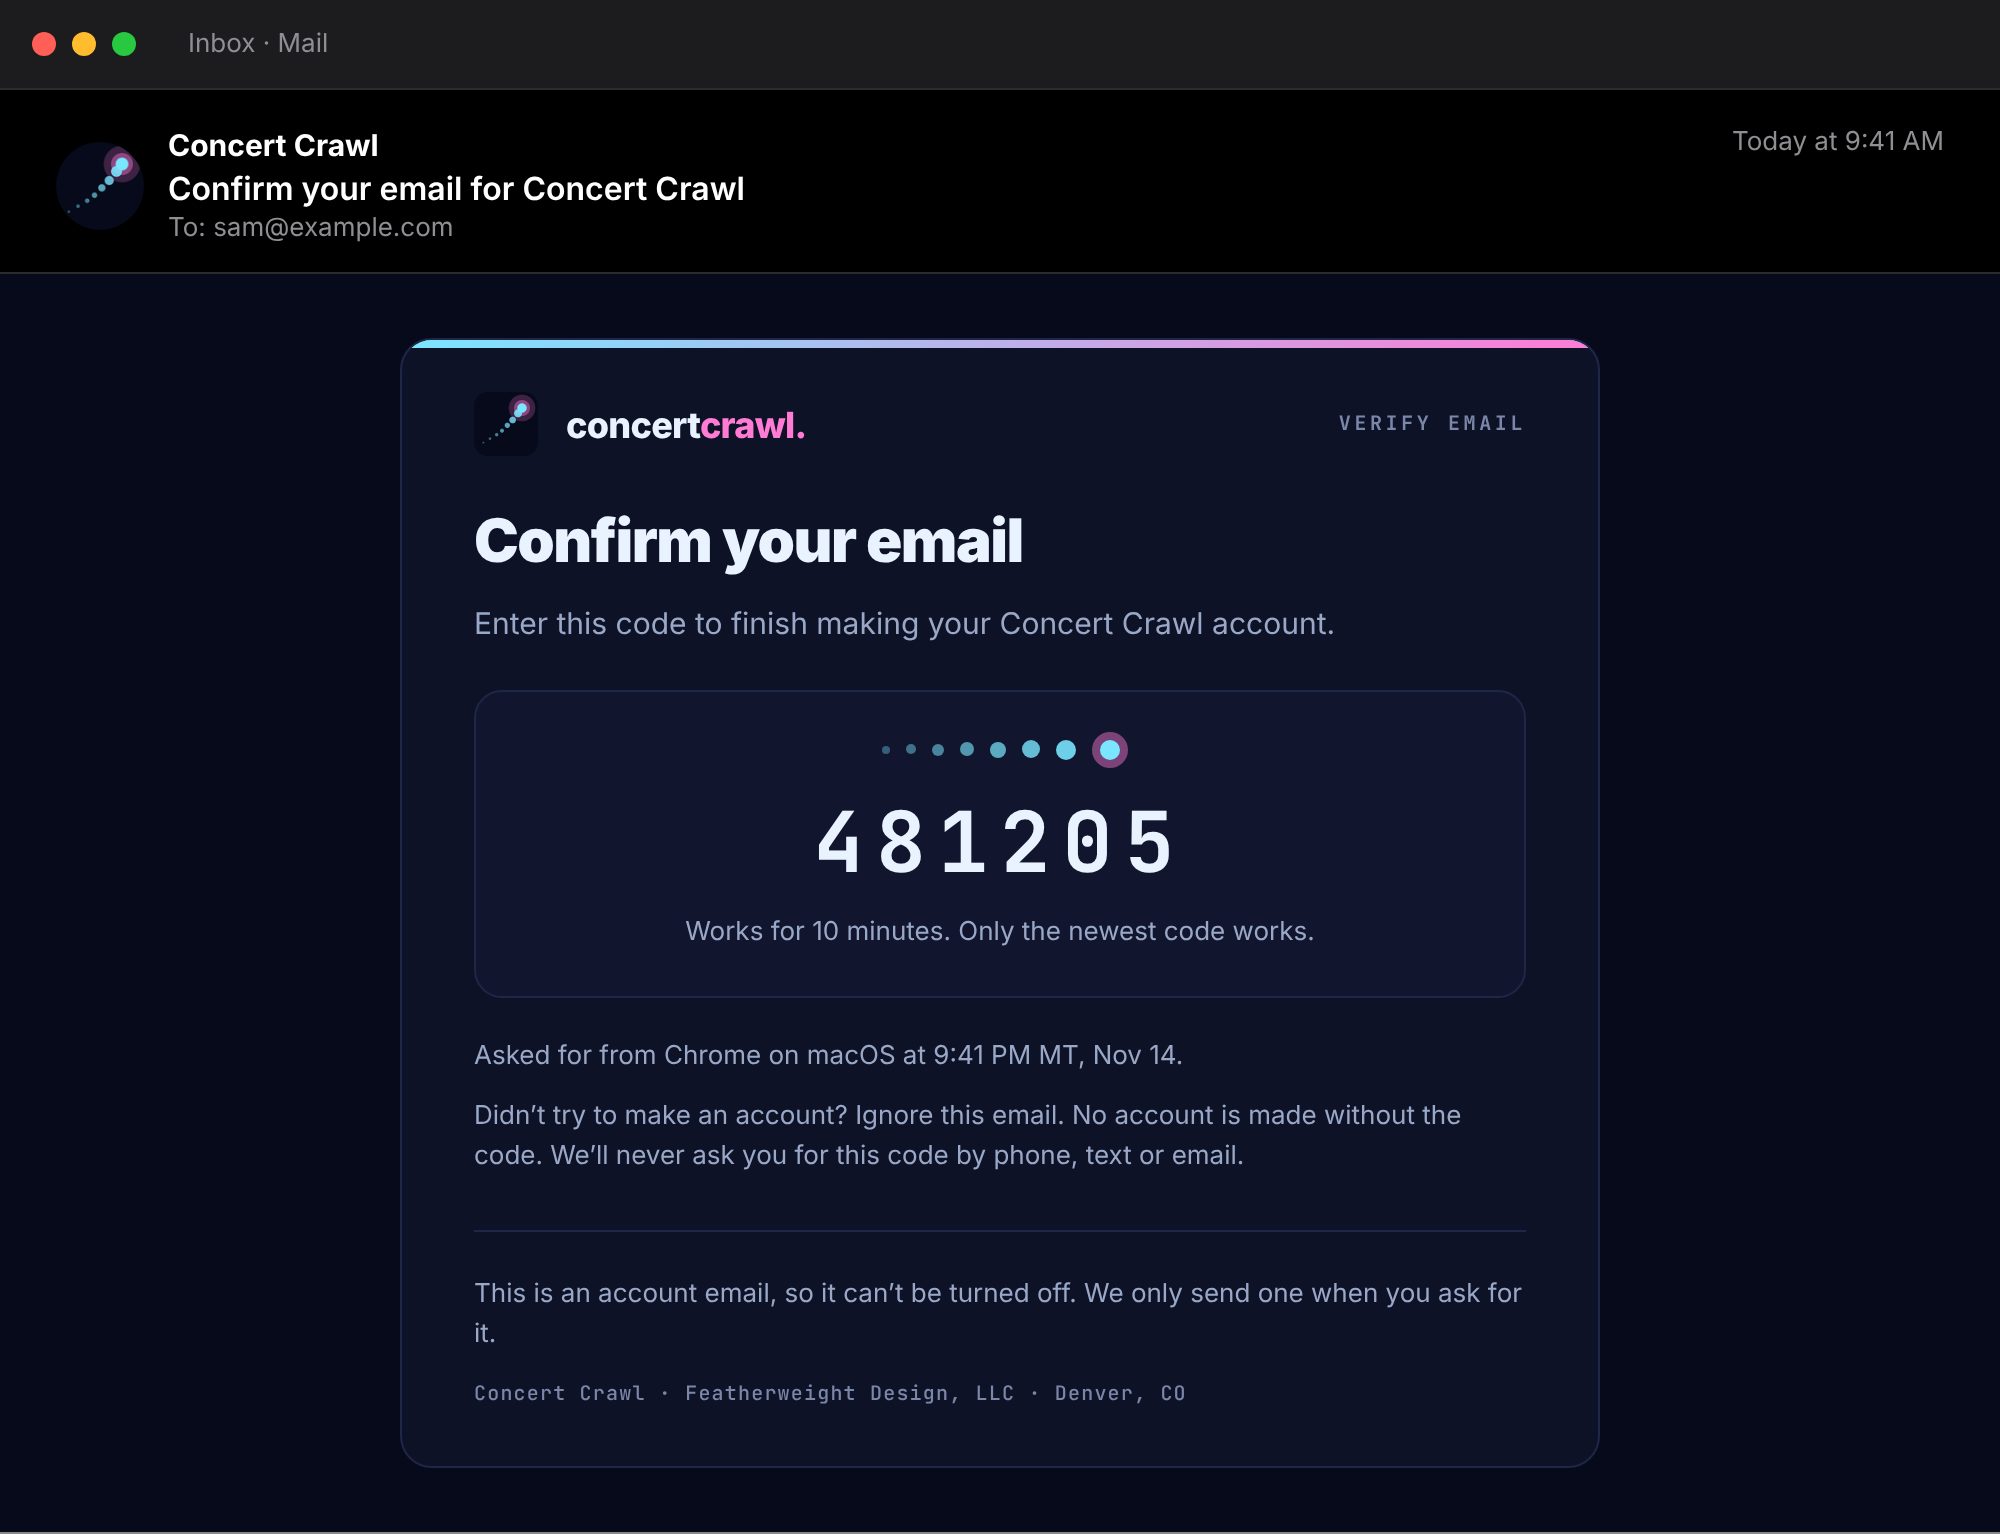 Inbox · Mail
Concert Crawl
Today at 9:41 AM
Confirm your email for Concert Crawl
To: sam@example.com
concertcrawl.
VERIFY EMAIL
Confirm your email
Enter this code to finish making your Concert Crawl account.
481205
Works for 10 minutes. Only the newest code works.
Asked for from Chrome on macOS at 9:41 PM MT, Nov 14.
Didn’t try to make an account? Ignore this email. No account is made without the
code. We’ll never ask you for this code by phone, text or email.
This is an account email, so it can’t be turned off. We only send one when you ask for
it.
Concert Crawl · Featherweight Design, LLC · Denver, CO